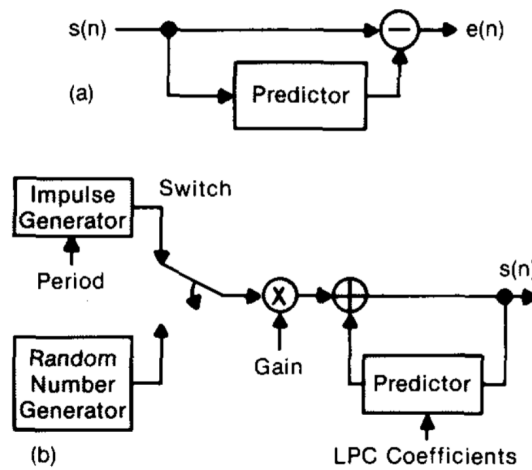 s(n)
−
e(n)
(a)
Predictor
Impulse
Generator
Switch
Period
s(n)
X
+
Gain
Random
Number
Generator
Predictor
(b)
LPC Coefficients